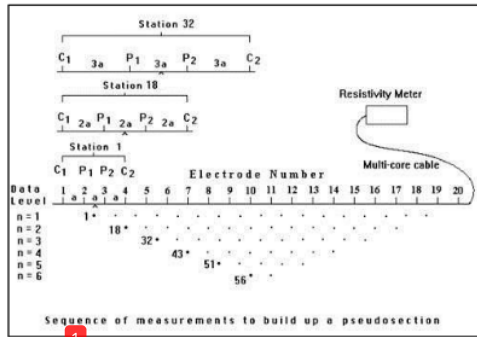 Station 32
C1 3a P1 3a P2 3a C2
Station 18
C1 2a P1 2a P2 2a C2
Resistivity Meter
Station 1
C1 P1 P2 C2
Electrode Number
Multi-core cable
Data Level
1 2 3 4 5 6 7 8 9 10 11 12 13 14 15 16 17 18 19 20
a a a
n = 1 1
n = 2 18
n = 3 32
n = 4 43
n = 5 51
n = 6 56
Sequence of measurements to build up a pseudosection
1